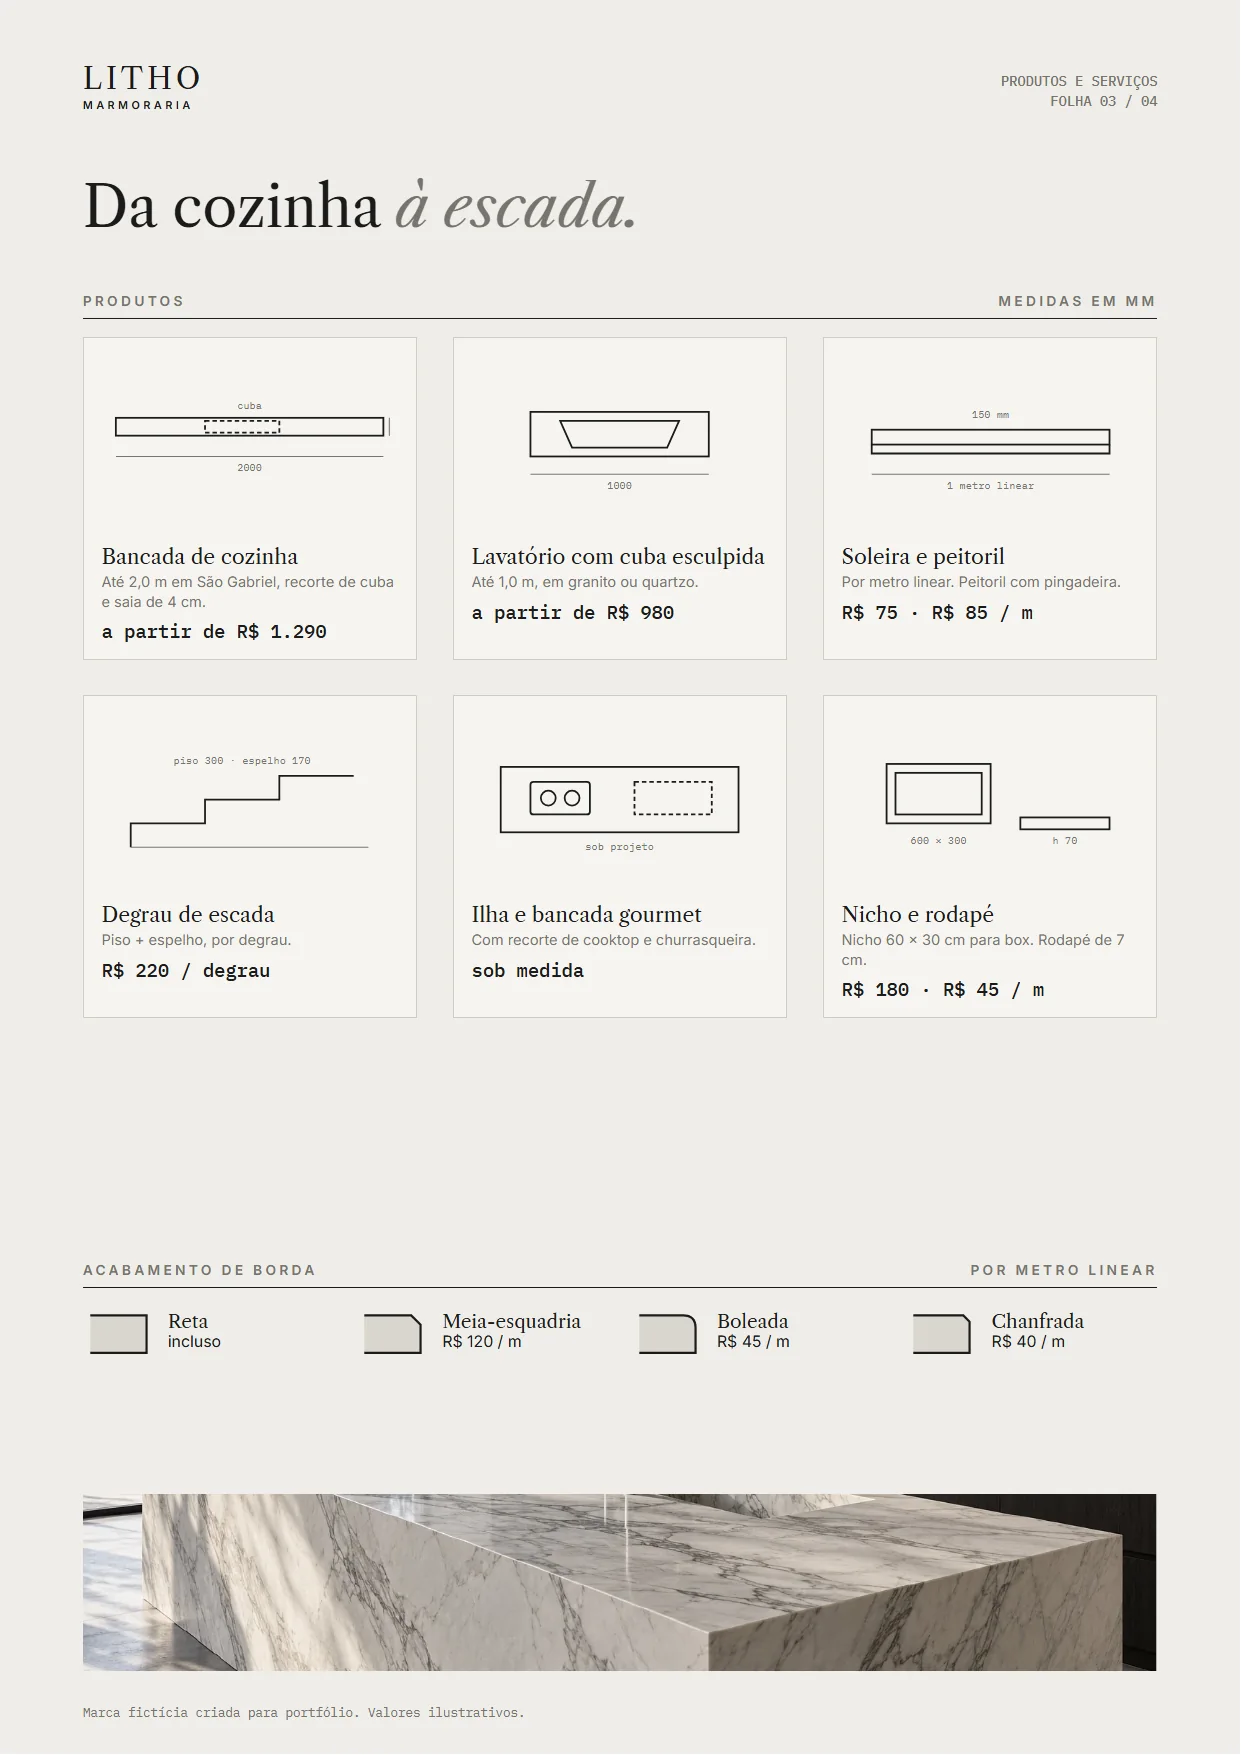 LITHO
MARMORARIA
PRODUTOS E SERVIÇOS
FOLHA 03 / 04
Da cozinha à escada.
PRODUTOS
MEDIDAS EM MM
cuba
2000
Bancada de cozinha
Até 2,0 m em São Gabriel, recorte de cuba
e saia de 4 cm.
a partir de R$ 1.290
1000
Lavatório com cuba esculpida
Até 1,0 m, em granito ou quartzo.
a partir de R$ 980
150 mm
1 metro linear
Soleira e peitoril
Por metro linear. Peitoril com pingadeira.
R$ 75 · R$ 85 / m
piso 300 · espelho 170
Degrau de escada
Piso + espelho, por degrau.
R$ 220 / degrau
sob projeto
Ilha e bancada gourmet
Com recorte de cooktop e churrasqueira.
sob medida
600 × 300
h 70
Nicho e rodapé
Nicho 60 × 30 cm para box. Rodapé de 7
cm.
R$ 180 · R$ 45 / m
ACABAMENTO DE BORDA
POR METRO LINEAR
Reta
incluso
Meia-esquadria
R$ 120 / m
Boleada
R$ 45 / m
Chanfrada
R$ 40 / m
Marca fictícia criada para portfólio. Valores ilustrativos.